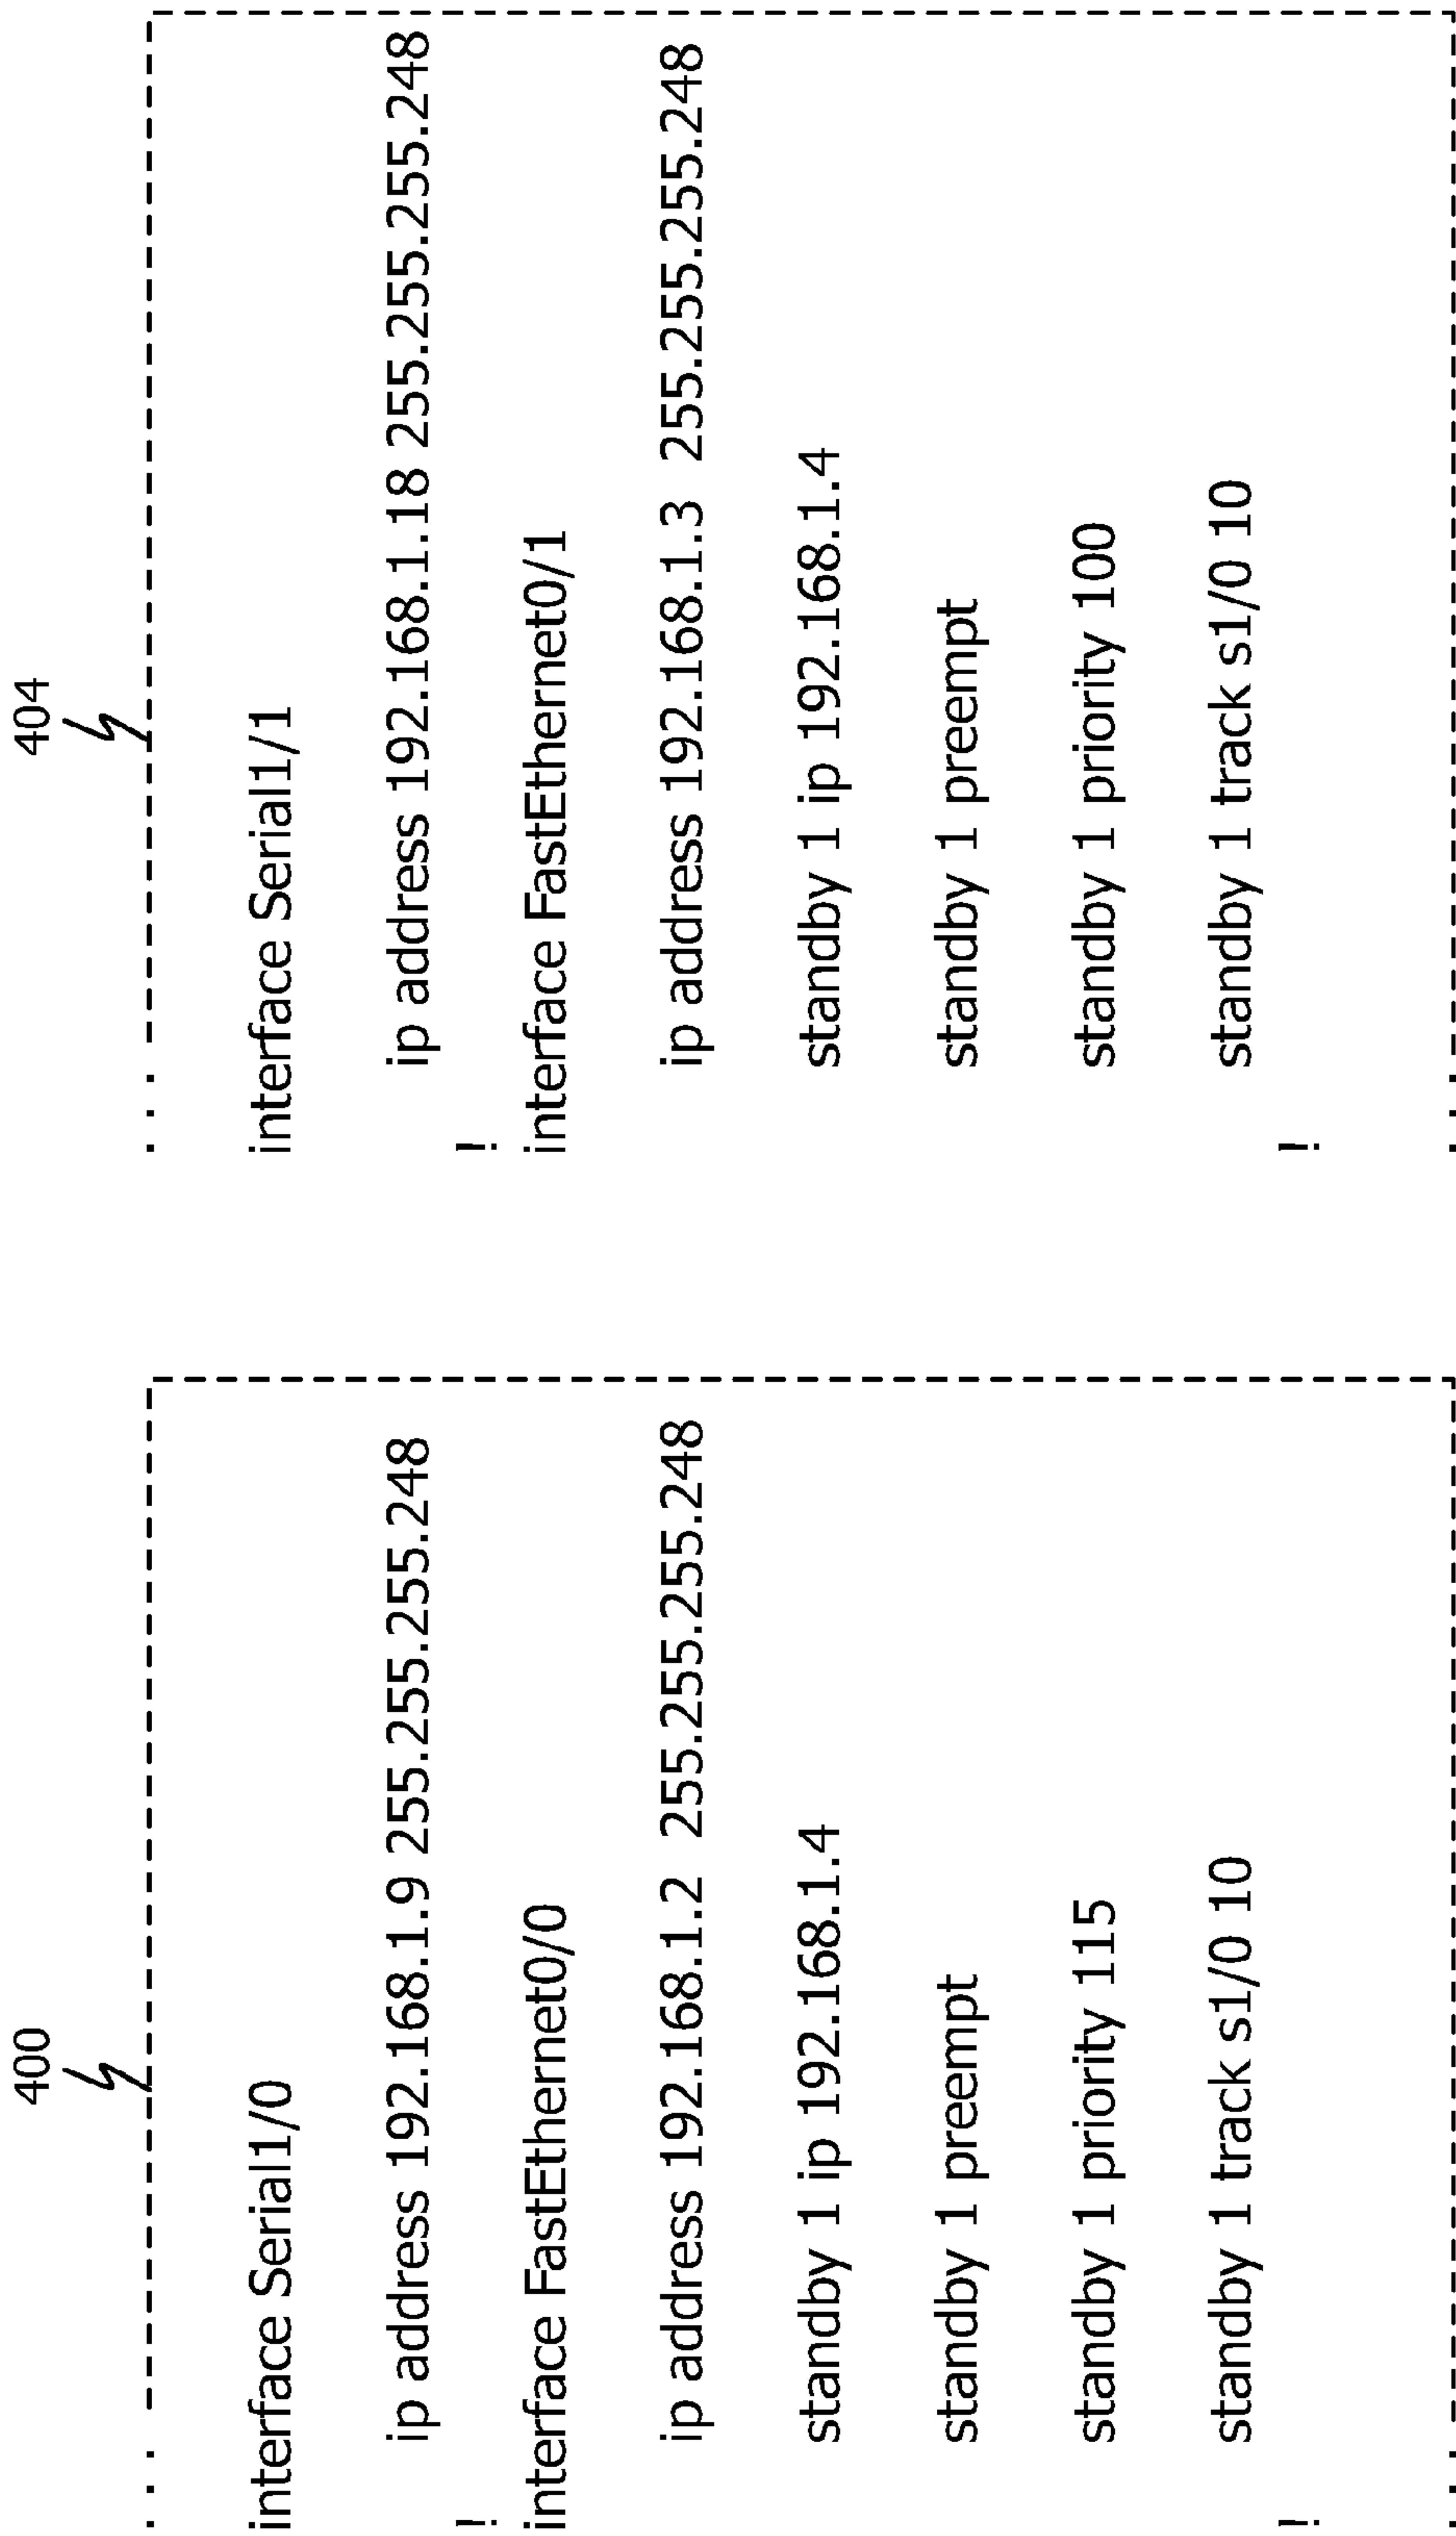 400
. . .
interface Serial1/0
ip address 192.168.1.9 255.255.255.248
!
interface FastEthernet0/0
ip address 192.168.1.2 255.255.255.248
standby 1 ip 192.168.1.4
standby 1 preempt
standby 1 priority 115
standby 1 track s1/0 10
!
. . .
404
. . .
interface Serial1/1
ip address 192.168.1.18 255.255.255.248
!
interface FastEthernet0/1
ip address 192.168.1.3 255.255.255.248
standby 1 ip 192.168.1.4
standby 1 preempt
standby 1 priority 100
standby 1 track s1/0 10
!
. . .